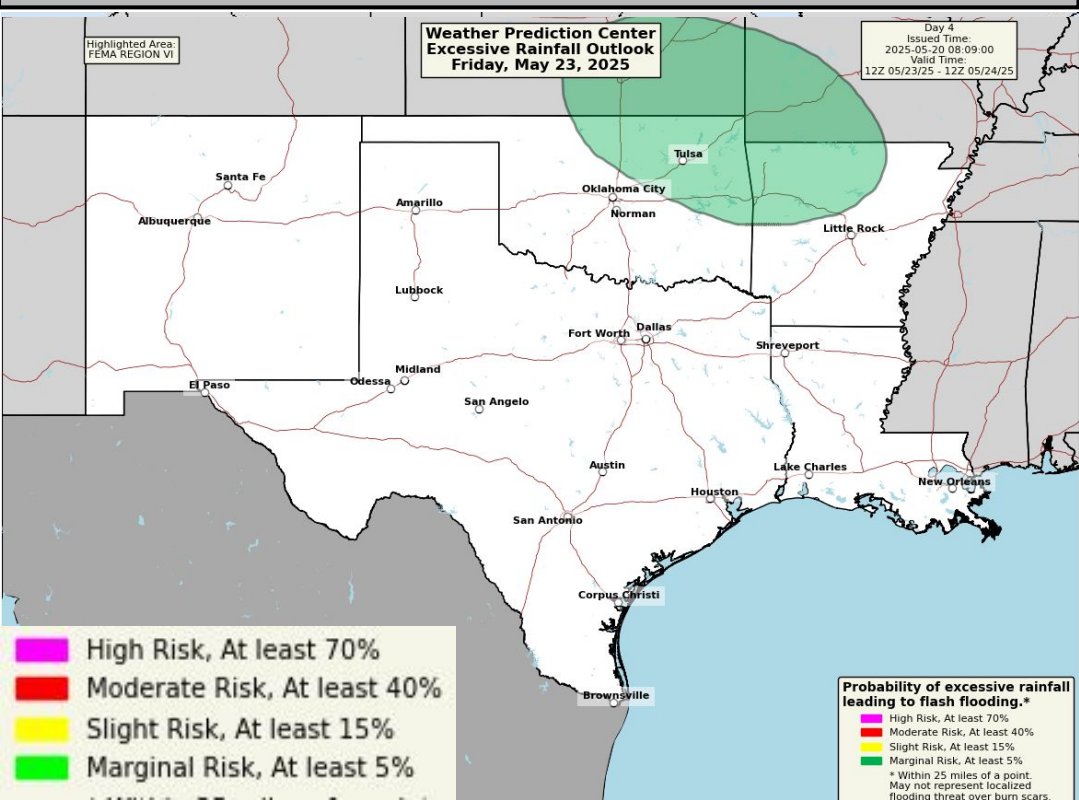 Highlighted Area:
FEMA REGION VI
Weather Prediction Center
Excessive Rainfall Outlook
Friday, May 23, 2025
Day 4
Issued Time:
2025-05-20 08:09:00
Valid Time:
12Z 05/23/25 - 12Z 05/24/25
Tulsa
Santa Fe
Oklahoma City
Amarillo
Norman
Albuquerque
Little Rock
Lubbock
Fort Worth
Dallas
Shreveport
Midland
Odessa
El Paso
San Angelo
Austin
Lake Charles
New Orleans
Houston
San Antonio
Corpus Christi
Brownsville
High Risk, At least 70%
Moderate Risk, At least 40%
Slight Risk, At least 15%
Marginal Risk, At least 5%
Probability of excessive rainfall
leading to flash flooding.*
High Risk, At least 70%
Moderate Risk, At least 40%
Slight Risk, At least 15%
Marginal Risk, At least 5%
* Within 25 miles of a point.
May not represent localized
flooding threat over burn scars.